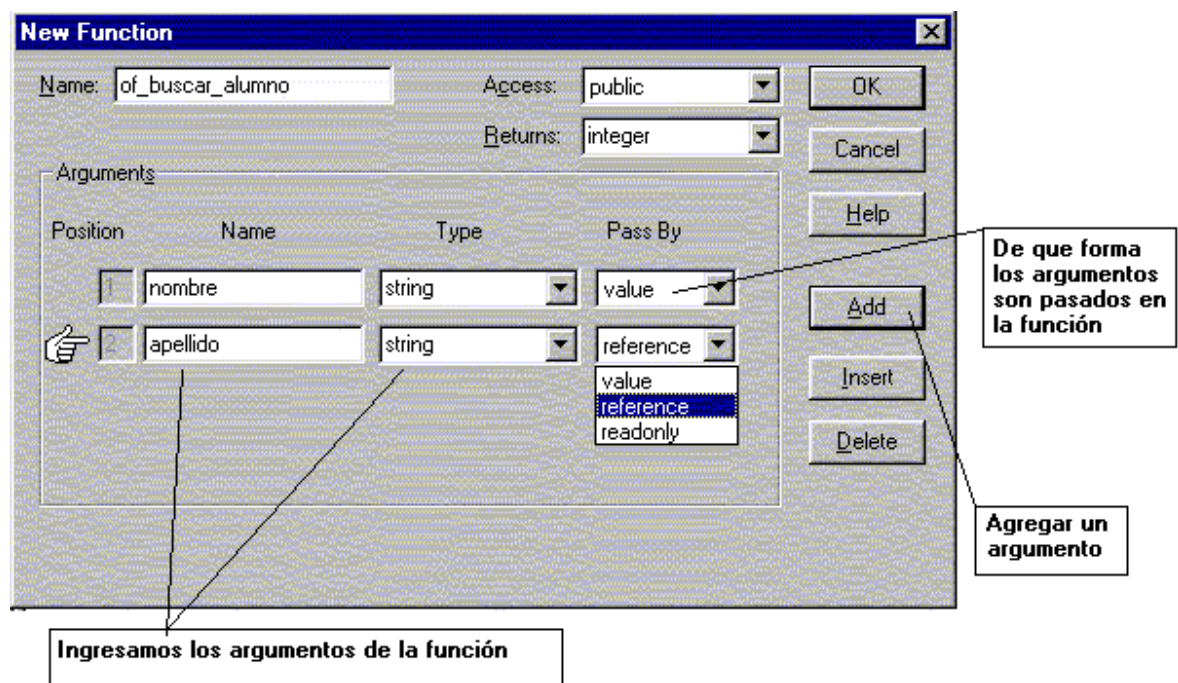 New Function
Name: of_buscar_alumno Access: public OK
Returns: integer Cancel
Arguments
Help
Position Name Type Pass By
1 nombre string value
2 apellido string reference
value
reference
readonly
Add
Insert
Delete
De que forma
los argumentos
son pasados en
la función
Agregar un
argumento
Ingresamos los argumentos de la función